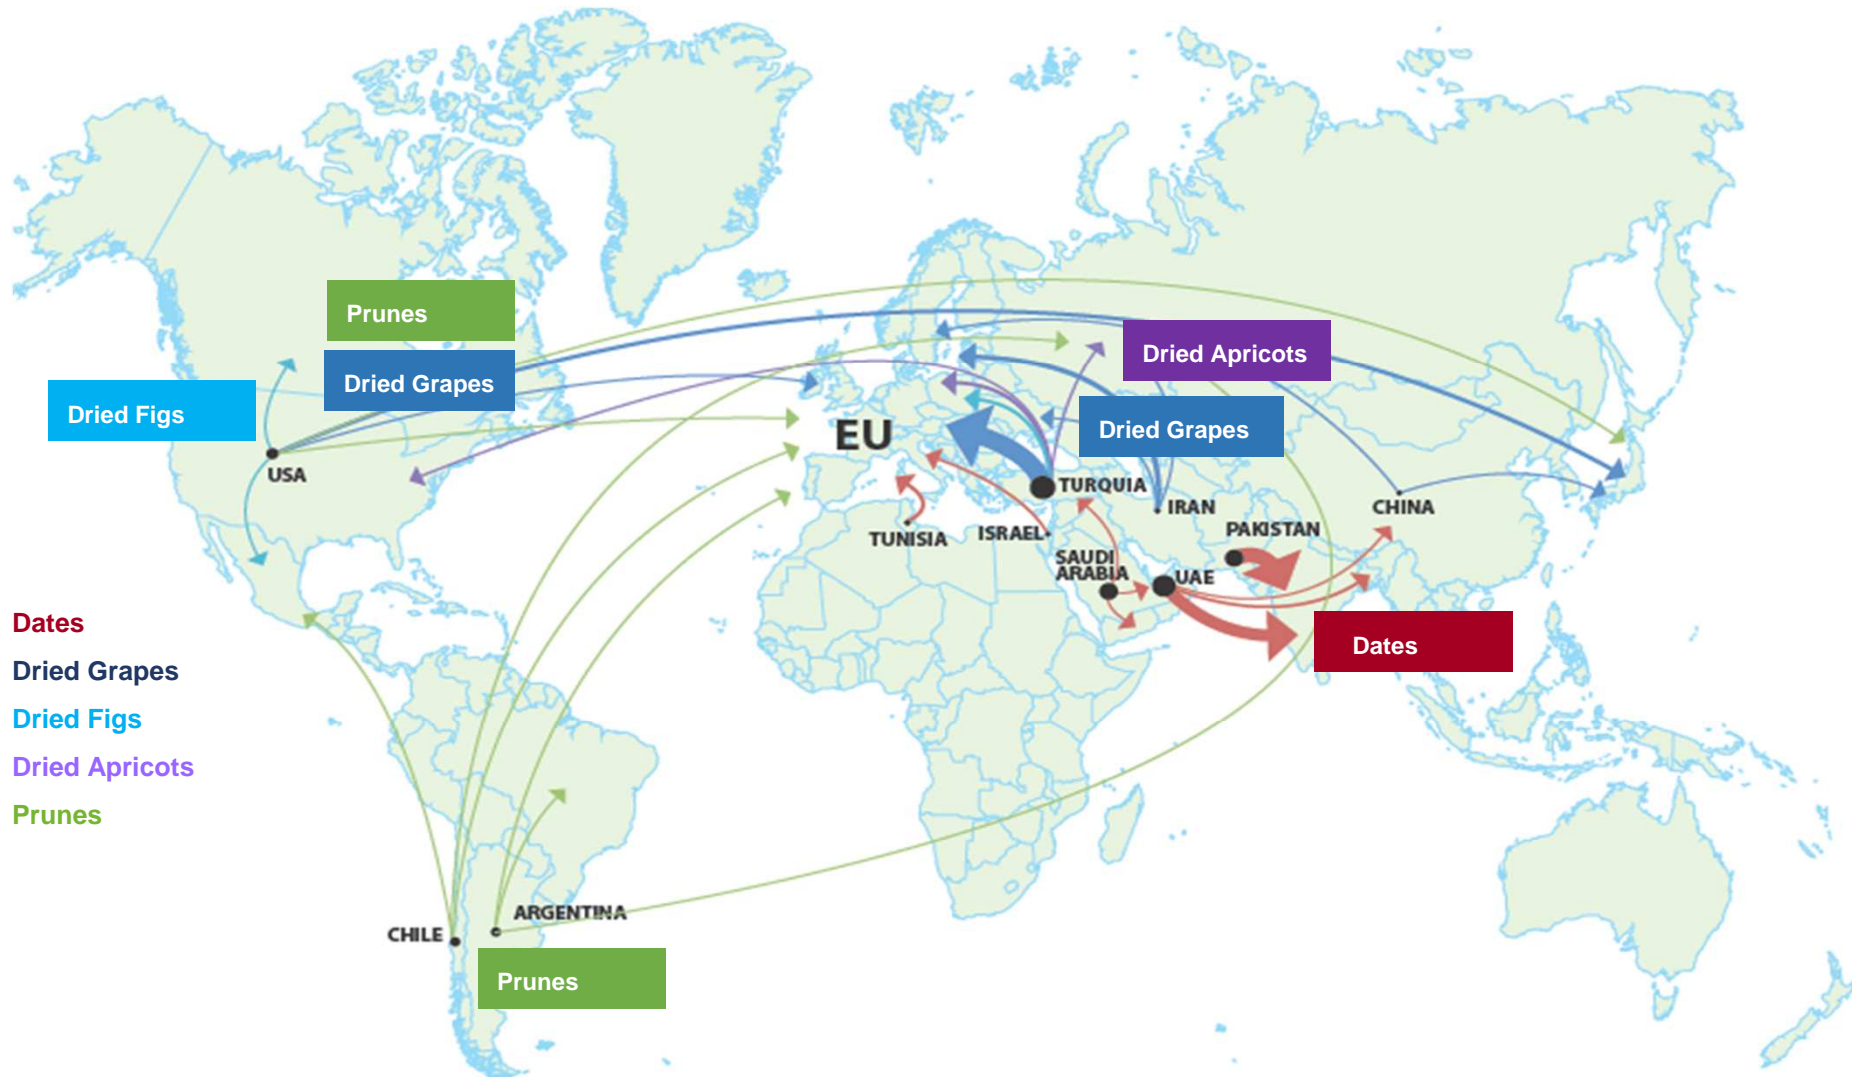 Prunes
Dried Grapes
Dried Figs
Dried Apricots
Dried Grapes
EU
USA
TURQUIA
IRAN
CHINA
PAKISTAN
TUNISIA
ISRAEL
SAUDI
ARABIA
UAE
Dates
Dates
Dried Grapes
Dried Figs
Dried Apricots
Prunes
ARGENTINA
CHILE
Prunes